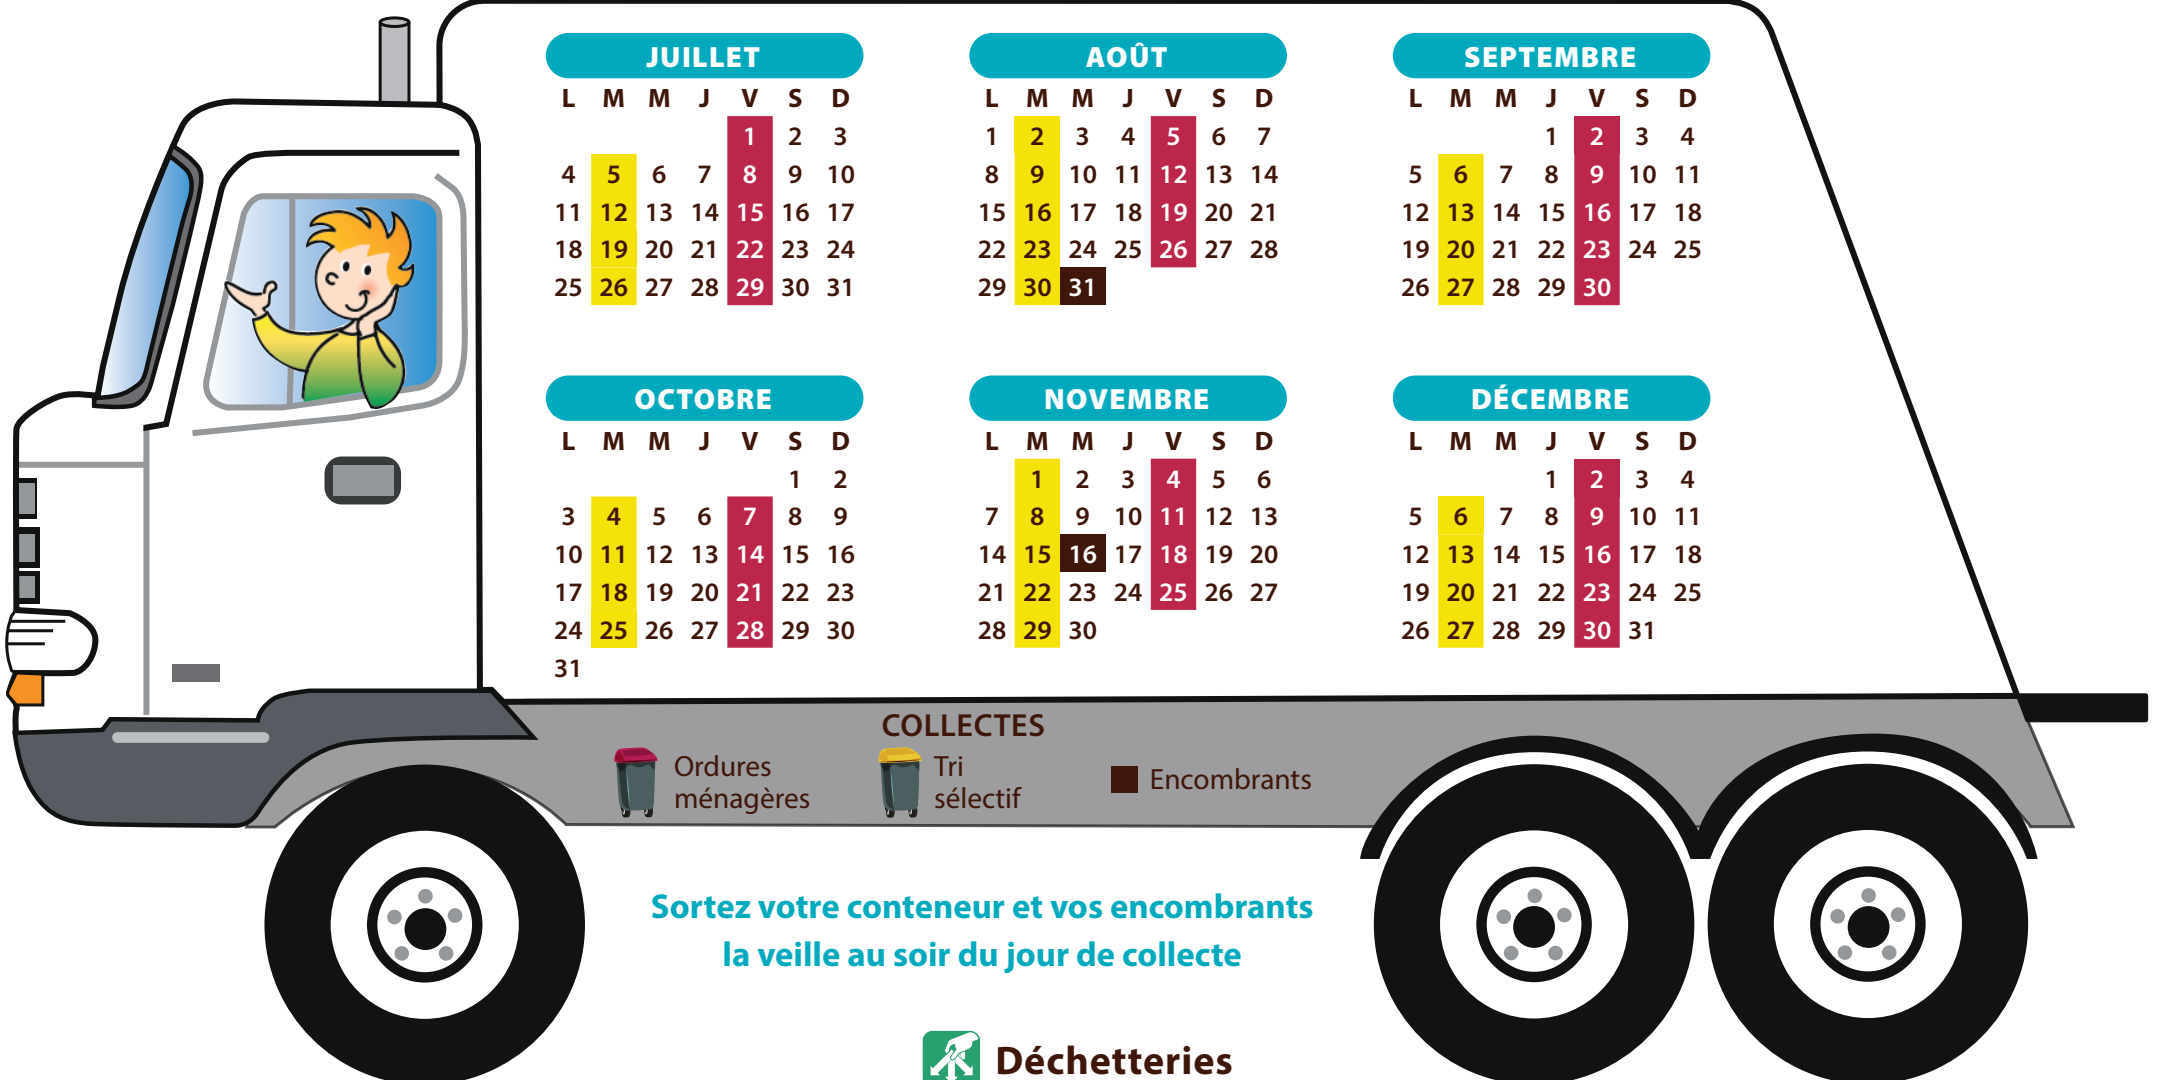 JUILLET
L M M J V S D
1 2 3
4 5 6 7 8 9 10
11 12 13 14 15 16 17
18 19 20 21 22 23 24
25 26 27 28 29 30 31
AOÛT
L M M J V S D
1 2 3 4 5 6 7
8 9 10 11 12 13 14
15 16 17 18 19 20 21
22 23 24 25 26 27 28
29 30 31
SEPTEMBRE
L M M J V S D
1 2 3 4
5 6 7 8 9 10 11
12 13 14 15 16 17 18
19 20 21 22 23 24 25
26 27 28 29 30
OCTOBRE
L M M J V S D
1 2
3 4 5 6 7 8 9
10 11 12 13 14 15 16
17 18 19 20 21 22 23
24 25 26 27 28 29 30
31
NOVEMBRE
L M M J V S D
1 2 3 4 5 6
7 8 9 10 11 12 13
14 15 16 17 18 19 20
21 22 23 24 25 26 27
28 29 30
DÉCEMBRE
L M M J V S D
1 2 3 4
5 6 7 8 9 10 11
12 13 14 15 16 17 18
19 20 21 22 23 24 25
26 27 28 29 30 31
COLLECTES
Ordures
ménagères
Tri
sélectif
Encombrants
Sortez votre conteneur et vos encombrants
la veille au soir du jour de collecte
Déchetteries